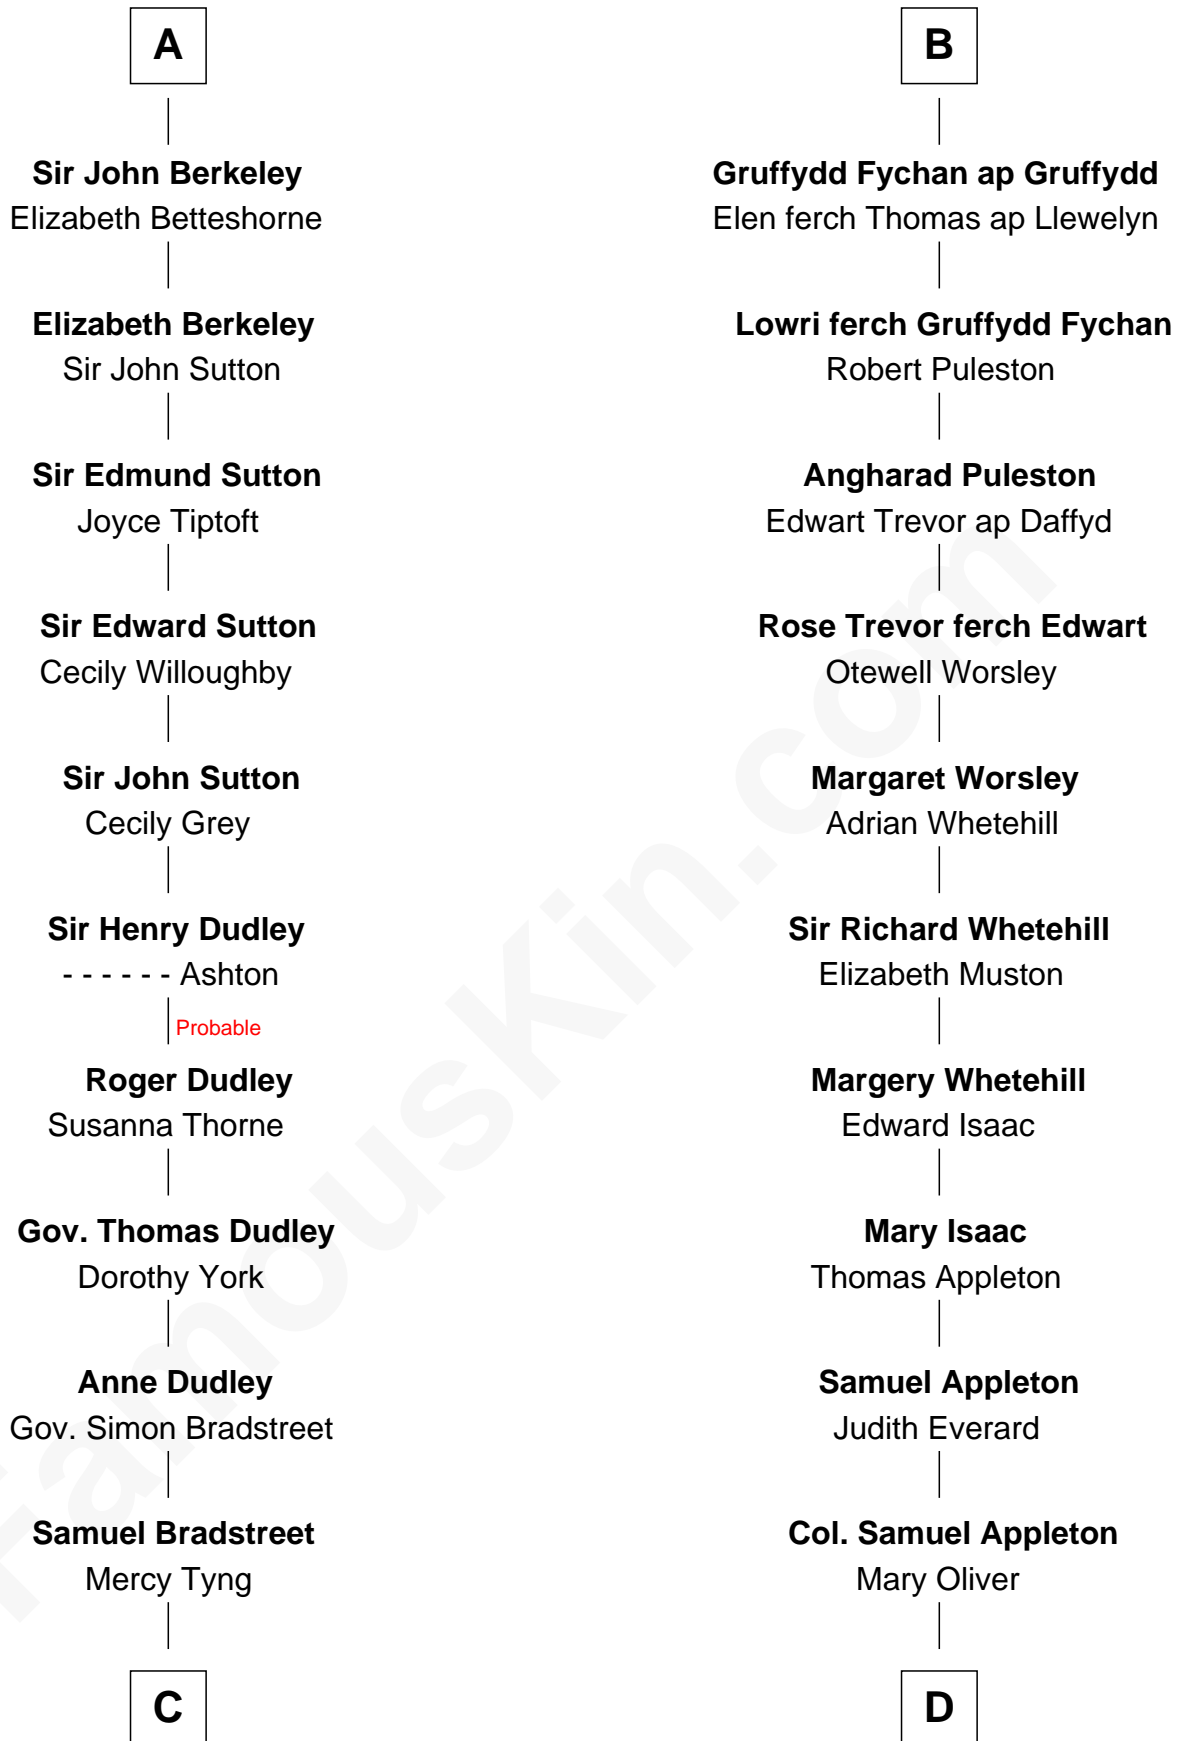 A
Sir John Berkeley
Elizabeth Betteshorne
Elizabeth Berkeley
Sir John Sutton
Sir Edmund Sutton
Joyce Tiptoft
Sir Edward Sutton
Cecily Willoughby
Sir John Sutton
Cecily Grey
Sir Henry Dudley
- - - - - - Ashton
Probable
Roger Dudley
Susanna Thorne
Gov. Thomas Dudley
Dorothy York
Anne Dudley
Gov. Simon Bradstreet
Samuel Bradstreet
Mercy Tyng
C
B
Gruffydd Fychan ap Gruffydd
Elen ferch Thomas ap Llewelyn
Lowri ferch Gruffydd Fychan
Robert Puleston
Angharad Puleston
Edwart Trevor ap Daffyd
Rose Trevor ferch Edwart
Otewell Worsley
Margaret Worsley
Adrian Whetehill
Sir Richard Whetehill
Elizabeth Muston
Margery Whetehill
Edward Isaac
Mary Isaac
Thomas Appleton
Samuel Appleton
Judith Everard
Col. Samuel Appleton
Mary Oliver
D
FamousKin.com